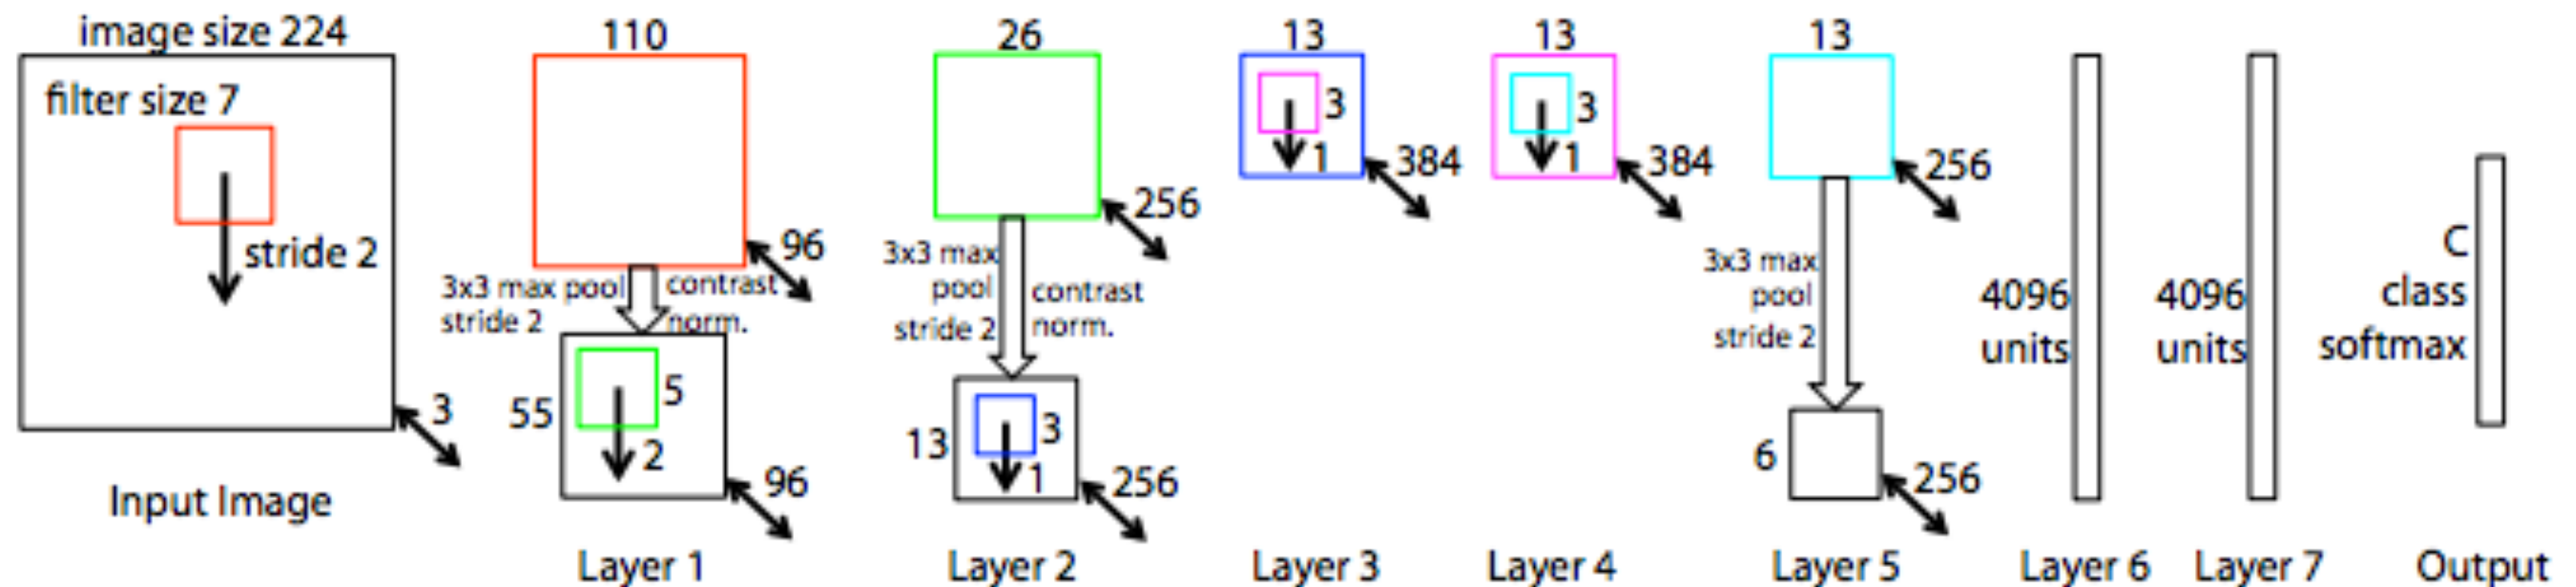 image size 224
filter size 7
stride 2
3
Input Image
110
96
3x3 max pool
stride 2
contrast
norm.
55
5
2
96
Layer 1
26
256
3x3 max
pool
stride 2
contrast
norm.
13
3
1
256
Layer 2
13
3
1
384
Layer 3
13
3
1
384
Layer 4
13
256
3x3 max
pool
stride 2
6
256
Layer 5
4096
units
Layer 6
4096
units
Layer 7
C
class
softmax
Output